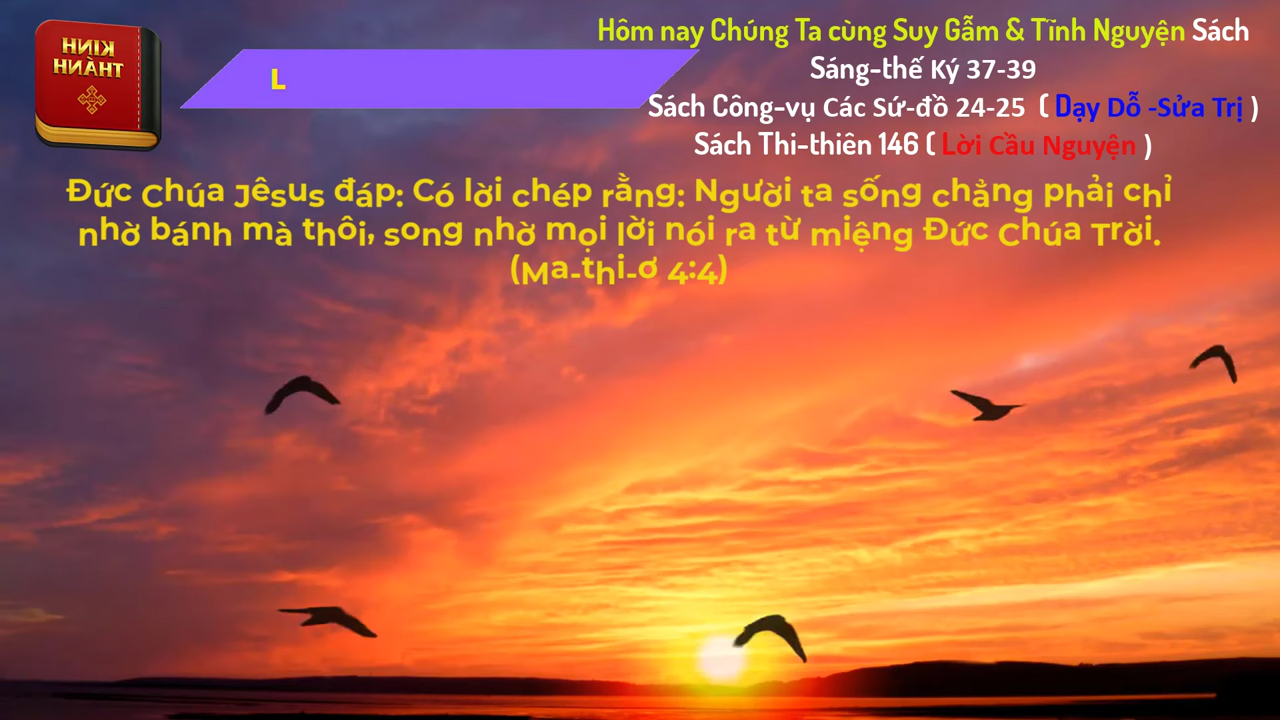 KINH
THÀNH
L
Hôm nay Chúng Ta cùng Suy Gẫm & Tĩnh Nguyện Sách
Sáng-thế Ký 37-39
Sách Công-vụ Các Sứ-đồ 24-25 ( Dạy Dỗ -Sửa Trị )
Sách Thi-thiên 146 ( Lời Cầu Nguyện )
Đức Chúa Jêsus đáp: Có lời chép rằng: Người ta sống chẳng phải chỉ
nhờ bánh mà thôi, song nhờ mọi lời nói ra từ miệng Đức Chúa Trời.
(Ma-thi-ơ 4:4)